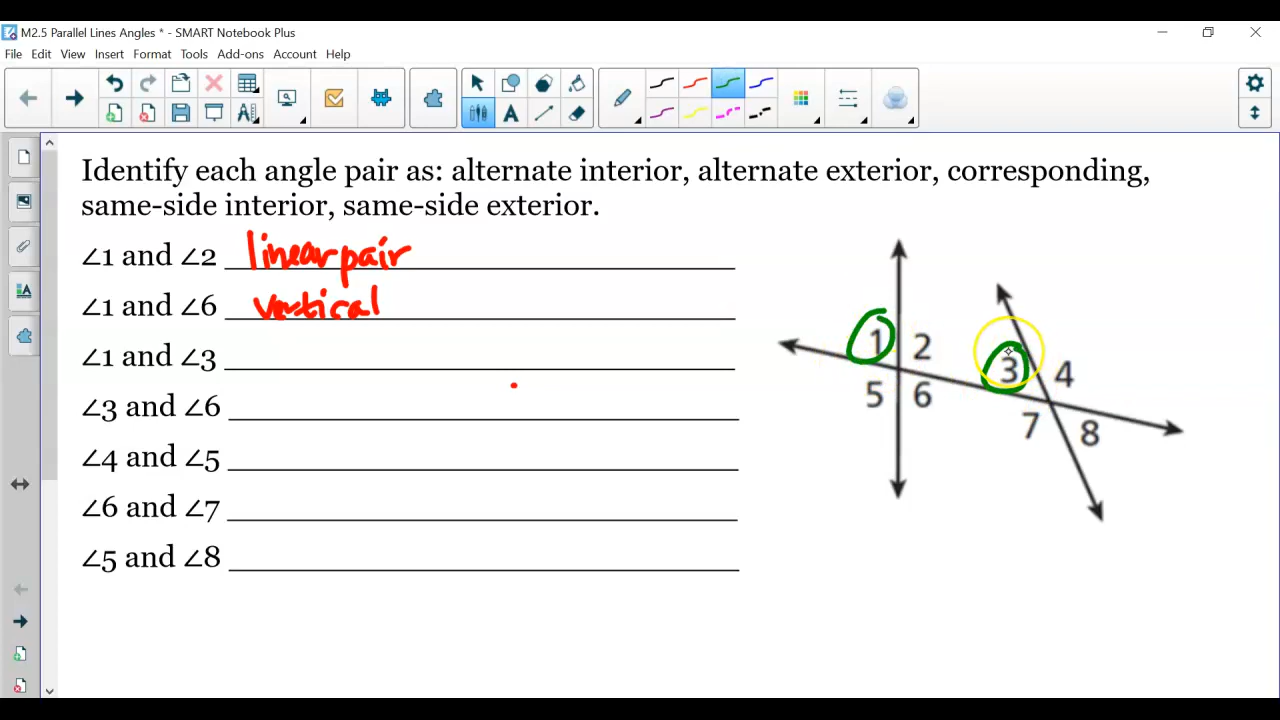 M2.5 Parallel Lines Angles * - SMART Notebook Plus
File Edit View Insert Format Tools Add-ons Account Help
Identify each angle pair as: alternate interior, alternate exterior, corresponding,
same-side interior, same-side exterior.
∠1 and ∠2 linear pair
∠1 and ∠6 vertical
∠1 and ∠3
∠3 and ∠6
∠4 and ∠5
∠6 and ∠7
∠5 and ∠8
1 2
3 4
5 6
7 8